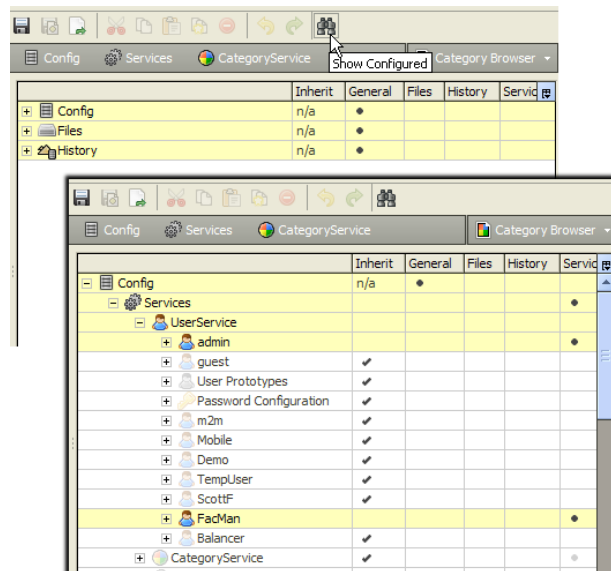 Config Services CategoryService Category Browser
Show Configured
Inherit General Files History Servic
Config n/a
Files n/a
History n/a
Config Services CategoryService Category Browser
Inherit General Files History Servic
Config n/a
Services
UserService
admin
guest
User Prototypes
Password Configuration
m2m
Mobile
Demo
TempUser
ScottF
FacMan
Balancer
CategoryService